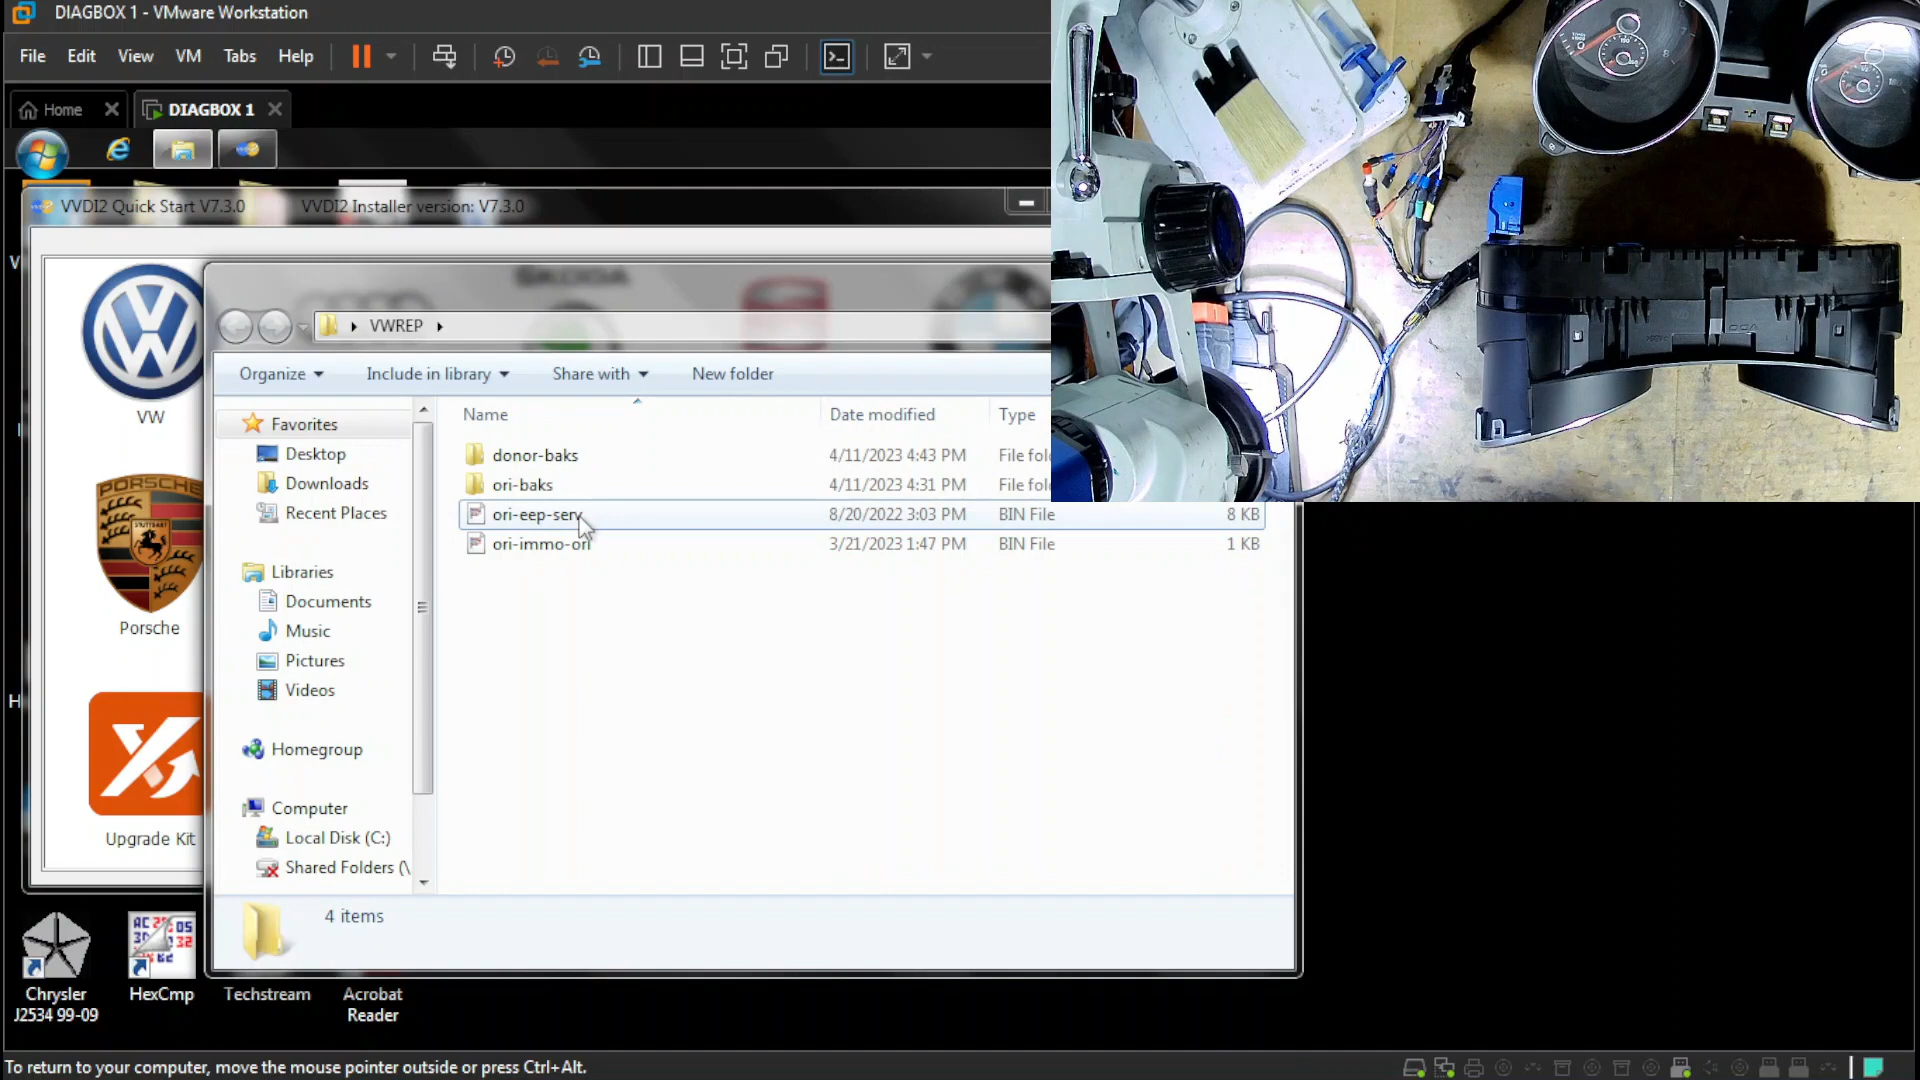 DIAGBOX 1 - VMware Workstation
File Edit View VM Tabs Help
Home DIAGBOX 1
VVDI2 Quick Start V7.3.0 VVDI2 Installer version: V7.3.0
VWREP
Organize Include in library Share with New folder
Name Date modified Type
donor-baks 4/11/2023 4:43 PM File fol
ori-baks 4/11/2023 4:31 PM File fol
ori-eep-serv 8/20/2022 3:03 PM BIN File 8 KB
ori-immo-ori 3/21/2023 1:47 PM BIN File 1 KB
Favorites
Desktop
Downloads
Recent Places
Libraries
Documents
Music
Pictures
Videos
Homegroup
Computer
Local Disk (C:)
Shared Folders (\
4 items
VW
Porsche
Upgrade Kit
Chrysler
J2534 99-09
HexCmp
Techstream
Acrobat
Reader
To return to your computer, move the mouse pointer outside or press Ctrl+Alt.